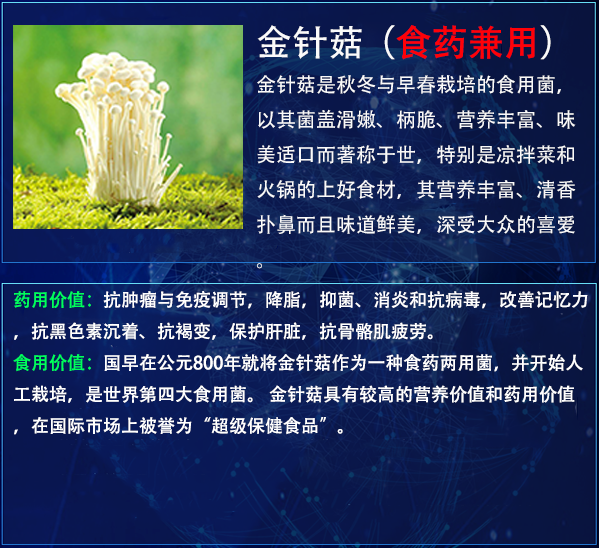 金针菇（食药兼用）
金针菇是秋冬与早春栽培的食用菌，
以其菌盖滑嫩、柄脆、营养丰富、味
美适口而著称于世，特别是凉拌菜和
火锅的上好食材，其营养丰富、清香
扑鼻而且味道鲜美，深受大众的喜爱
。
药用价值：抗肿瘤与免疫调节，降脂，抑菌、消炎和抗病毒，改善记忆力
，抗黑色素沉着、抗褐变，保护肝脏，抗骨骼肌疲劳。
食用价值：国早在公元800年就将金针菇作为一种食药两用菌，并开始人
工栽培，是世界第四大食用菌。 金针菇具有较高的营养价值和药用价值
，在国际市场上被誉为“超级保健食品”。